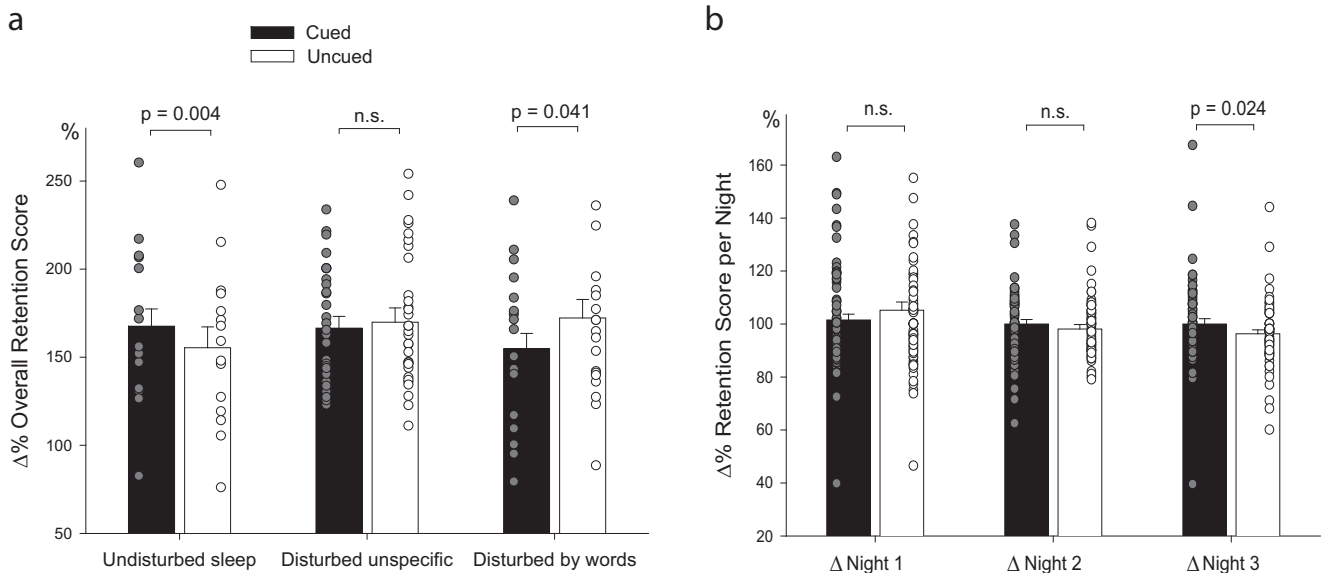 a
Cued
Uncued
p = 0.004
n.s.
p = 0.041
%
250
200
150
100
50
Δ% Overall Retention Score
Undisturbed sleep
Disturbed unspecific
Disturbed by words
b
n.s.
n.s.
p = 0.024
%
160
140
120
100
80
60
40
20
Δ% Retention Score per Night
Δ Night 1
Δ Night 2
Δ Night 3